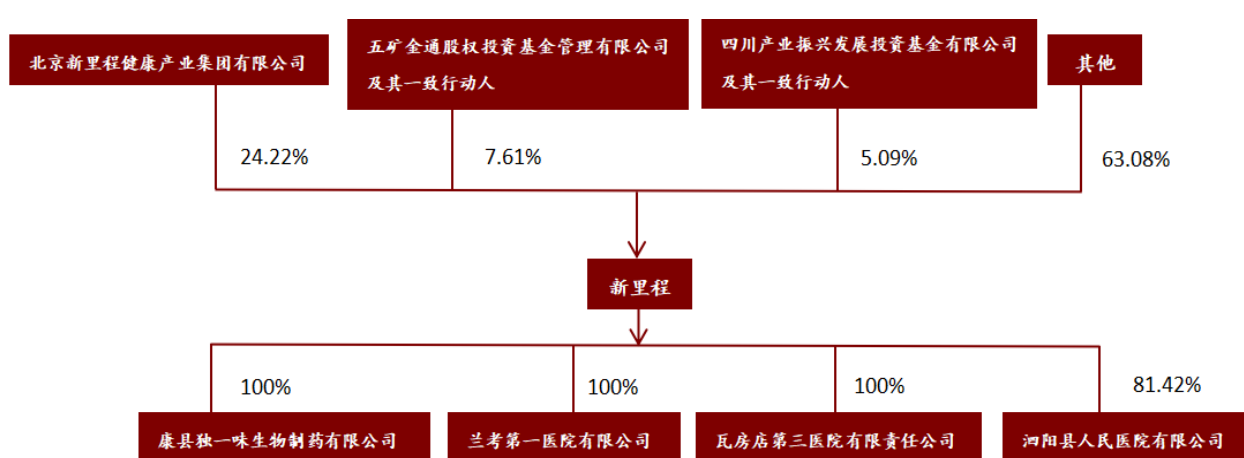 北京新里程健康产业集团有限公司
五矿金通股权投资基金管理有限公司
及其一致行动人
四川产业振兴发展投资基金有限公司
及其一致行动人
其他
24.22%
7.61%
5.09%
63.08%
新里程
100%
100%
100%
81.42%
康县独一味生物制药有限公司
兰考第一医院有限公司
瓦房店第三医院有限责任公司
泗阳县人民医院有限公司